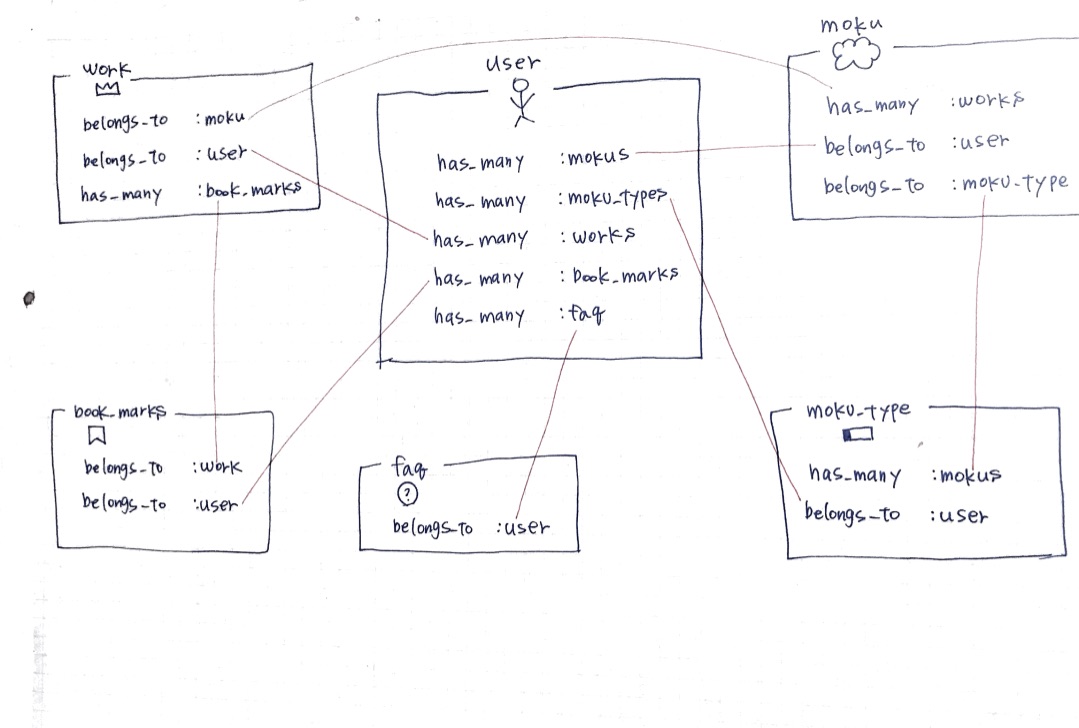 work
belongs_to :moku
belongs_to :user
has_many :book_marks
user
has_many :mokus
has_many :moku_types
has_many :works
has_many :book_marks
has_many :faq
moku
has_many :works
belongs_to :user
belongs_to :moku_type
book_marks
belongs_to :work
belongs_to :user
faq
?
belongs_to :user
moku_type
has_many :mokus
belongs_to :user